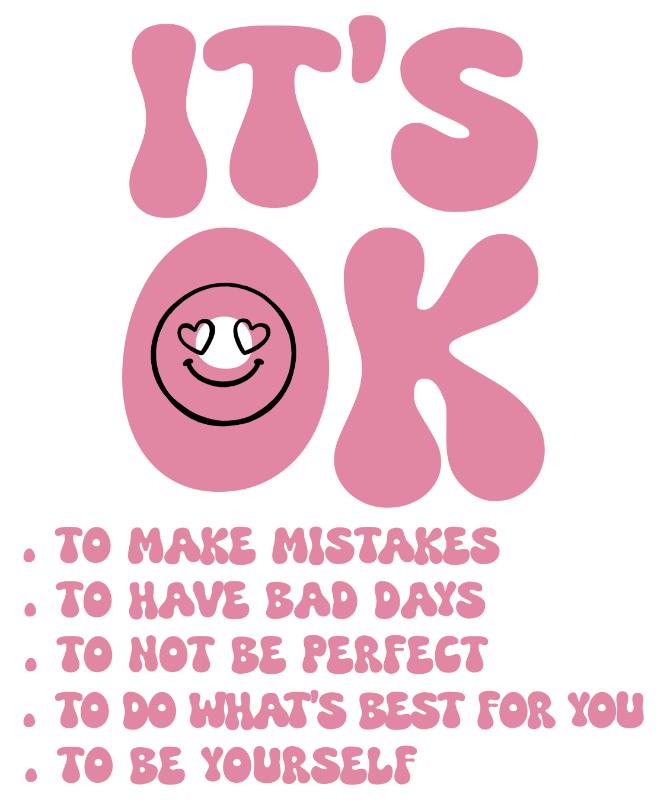 IT'S
OK
. TO MAKE MISTAKES
. TO HAVE BAD DAYS
. TO NOT BE PERFECT
. TO DO WHAT'S BEST FOR YOU
. TO BE YOURSELF